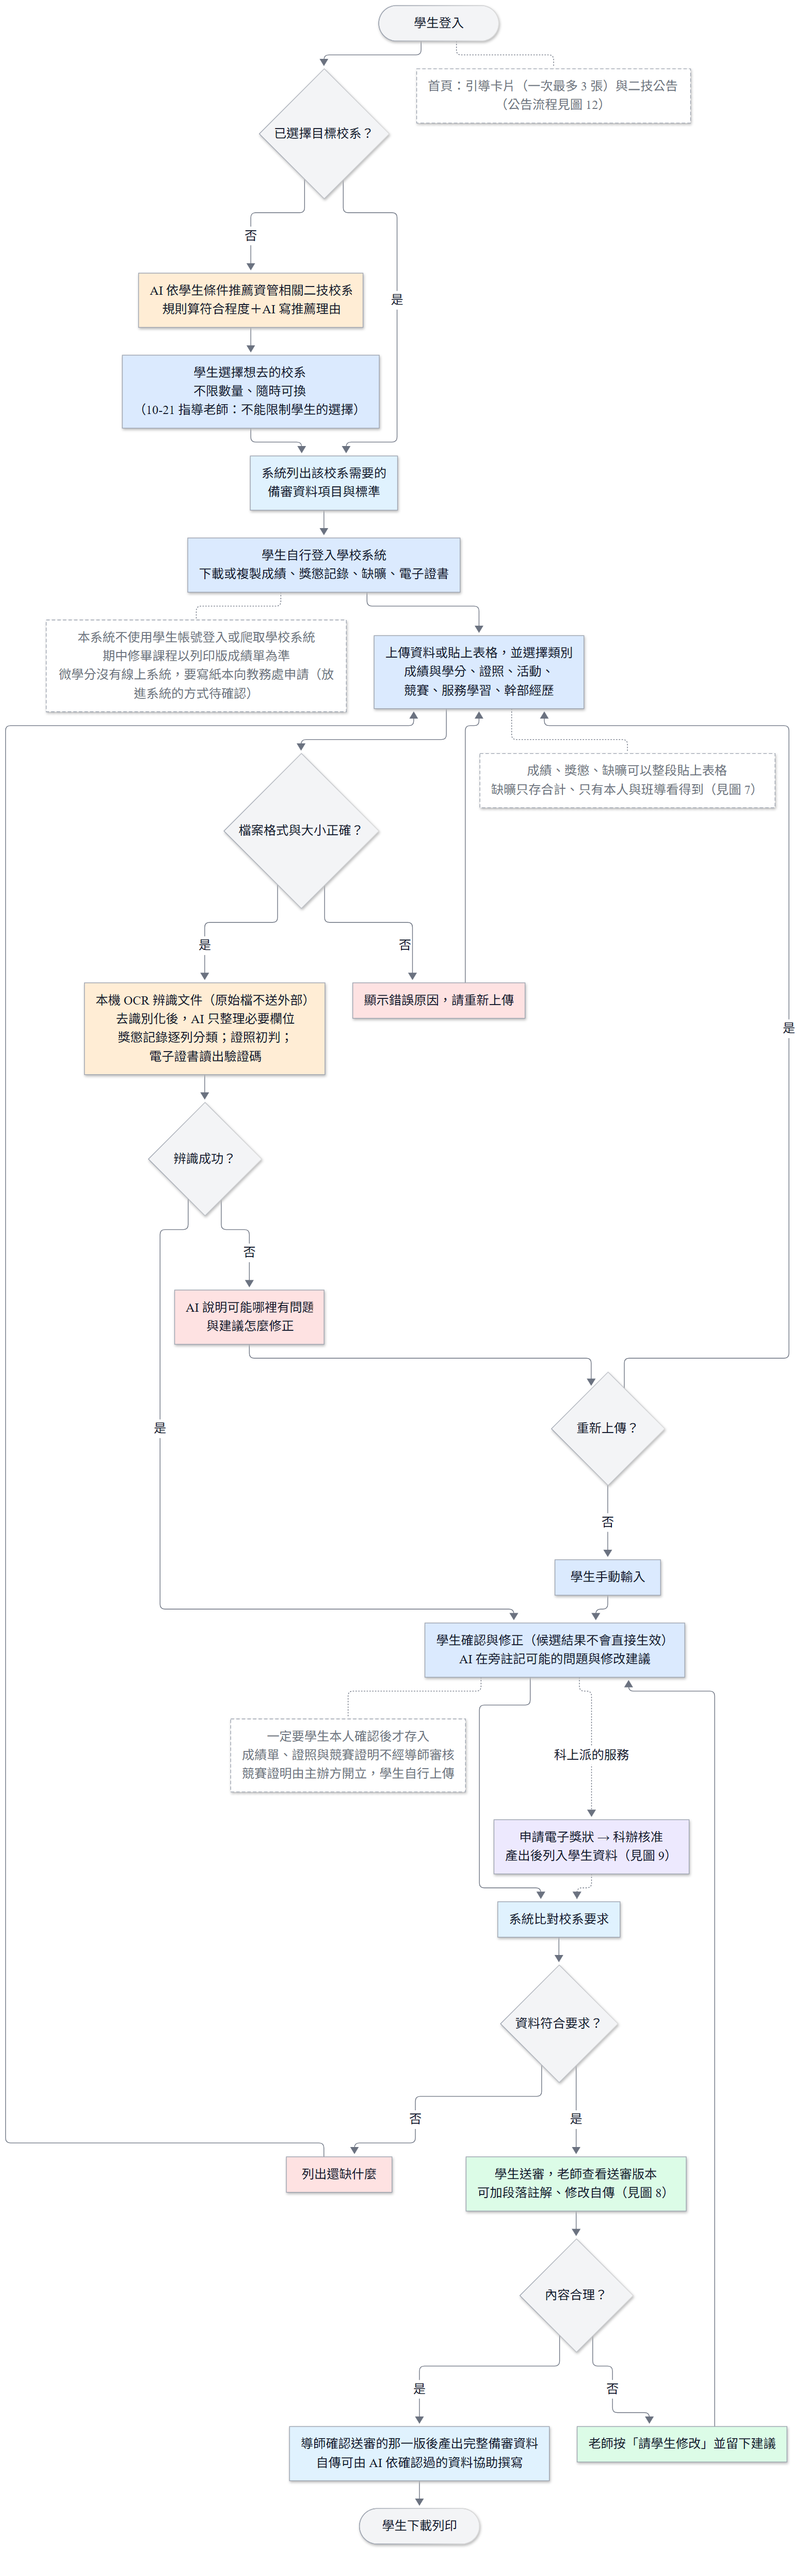 學生登入
首頁：引導卡片（一次最多 3 張）與二技公告
（公告流程見圖 12）
已選擇目標校系？
否
是
AI 依學生條件推薦資管相關二技校系
規則算符合程度＋AI 寫推薦理由
學生選擇想去的校系
不限數量、隨時可換
（10-21 指導老師：不能限制學生的選擇）
系統列出該校系需要的
備審資料項目與標準
學生自行登入學校系統
下載或複製成績、獎懲記錄、缺曠、電子證書
本系統不使用學生帳號登入或爬取學校系統
期中修畢課程以列印版成績單為準
微學分沒有線上系統，要寫紙本向教務處申請（放
進系統的方式待確認）
上傳資料或貼上表格，並選擇類別
成績與學分、證照、活動、
競賽、服務學習、幹部經歷
成績、獎懲、缺曠可以整段貼上表格
缺曠只存合計、只有本人與班導看得到（見圖 7）
檔案格式與大小正確？
是
否
本機 OCR 辨識文件（原始檔不送外部）
去識別化後，AI 只整理必要欄位
獎懲記錄逐列分類；證照初判；
電子證書讀出驗證碼
顯示錯誤原因，請重新上傳
是
辨識成功？
否
AI 說明可能哪裡有問題
與建議怎麼修正
是
重新上傳？
否
學生手動輸入
學生確認與修正（候選結果不會直接生效）
AI 在旁註記可能的問題與修改建議
一定要學生本人確認後才存入
成績單、證照與競賽證明不經導師審核
競賽證明由主辦方開立，學生自行上傳
科上派的服務
申請電子獎狀 → 科辦核准
產出後列入學生資料（見圖 9）
系統比對校系要求
資料符合要求？
否
是
列出還缺什麼
學生送審，老師查看送審版本
可加段落註解、修改自傳（見圖 8）
內容合理？
是
否
導師確認送審的那一版後產出完整備審資料
自傳可由 AI 依確認過的資料協助撰寫
老師按「請學生修改」並留下建議
學生下載列印